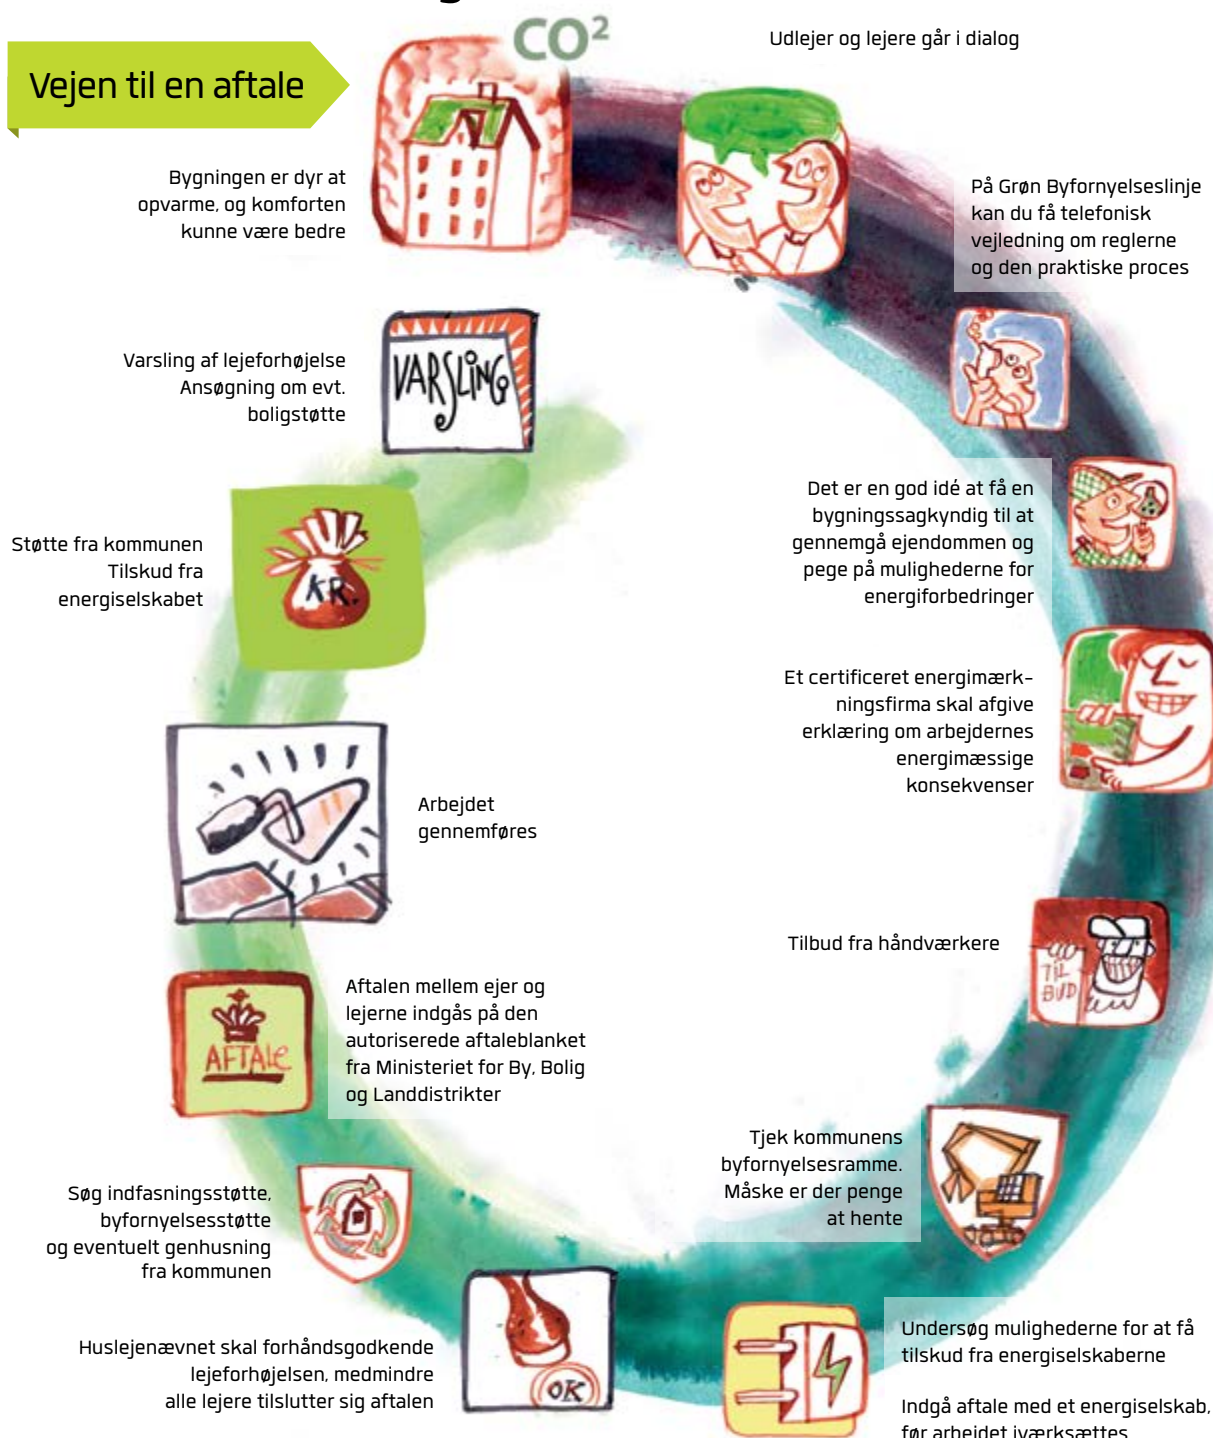 CO²
Vejen til en aftale
Bygningen er dyr at
opvarme, og komforten
kunne være bedre
Udlejer og lejere går i dialog
På Grøn Byfornyelseslinje
kan du få telefonisk
vejledning om reglerne
og den praktiske proces
Det er en god idé at få en
bygningssagkyndig til at
gennemgå ejendommen og
pege på mulighederne for
energiforbedringer
Et certificeret energimærk-
ningsfirma skal afgive
erklæring om arbejdernes
energimæssige
konsekvenser
Tilbud fra håndværkere
TIL
BUD
Tjek kommunens
byfornyelsesramme.
Måske er der penge
at hente
Undersøg mulighederne for at få
tilskud fra energiselskaberne
Indgå aftale med et energiselskab,
før arbejdet iværksættes
Huslejenævnet skal forhåndsgodkende
lejeforhøjelsen, medmindre
alle lejere tilslutter sig aftalen
OK
Søg indfasningsstøtte,
byfornyelsesstøtte
og eventuelt genhusning
fra kommunen
Aftalen mellem ejer og
lejerne indgås på den
autoriserede aftaleblanket
fra Ministeriet for By, Bolig
og Landdistrikter
AFTALE
Arbejdet
gennemføres
Støtte fra kommunen
Tilskud fra
energiselskabet
KR.
Varsling af lejeforhøjelse
Ansøgning om evt.
boligstøtte
VARSLING